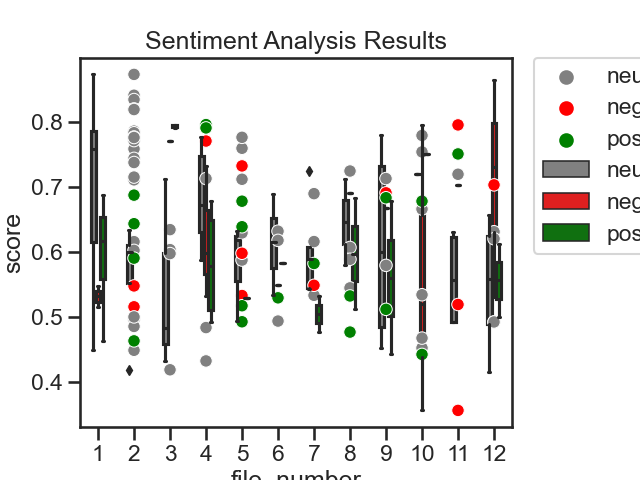 Sentiment Analysis Results
score
0.8
0.7
0.6
0.5
0.4
1 2 3 4 5 6 7 8 9 10 11 12
file_number
neu
neg
pos
neu
neg
pos